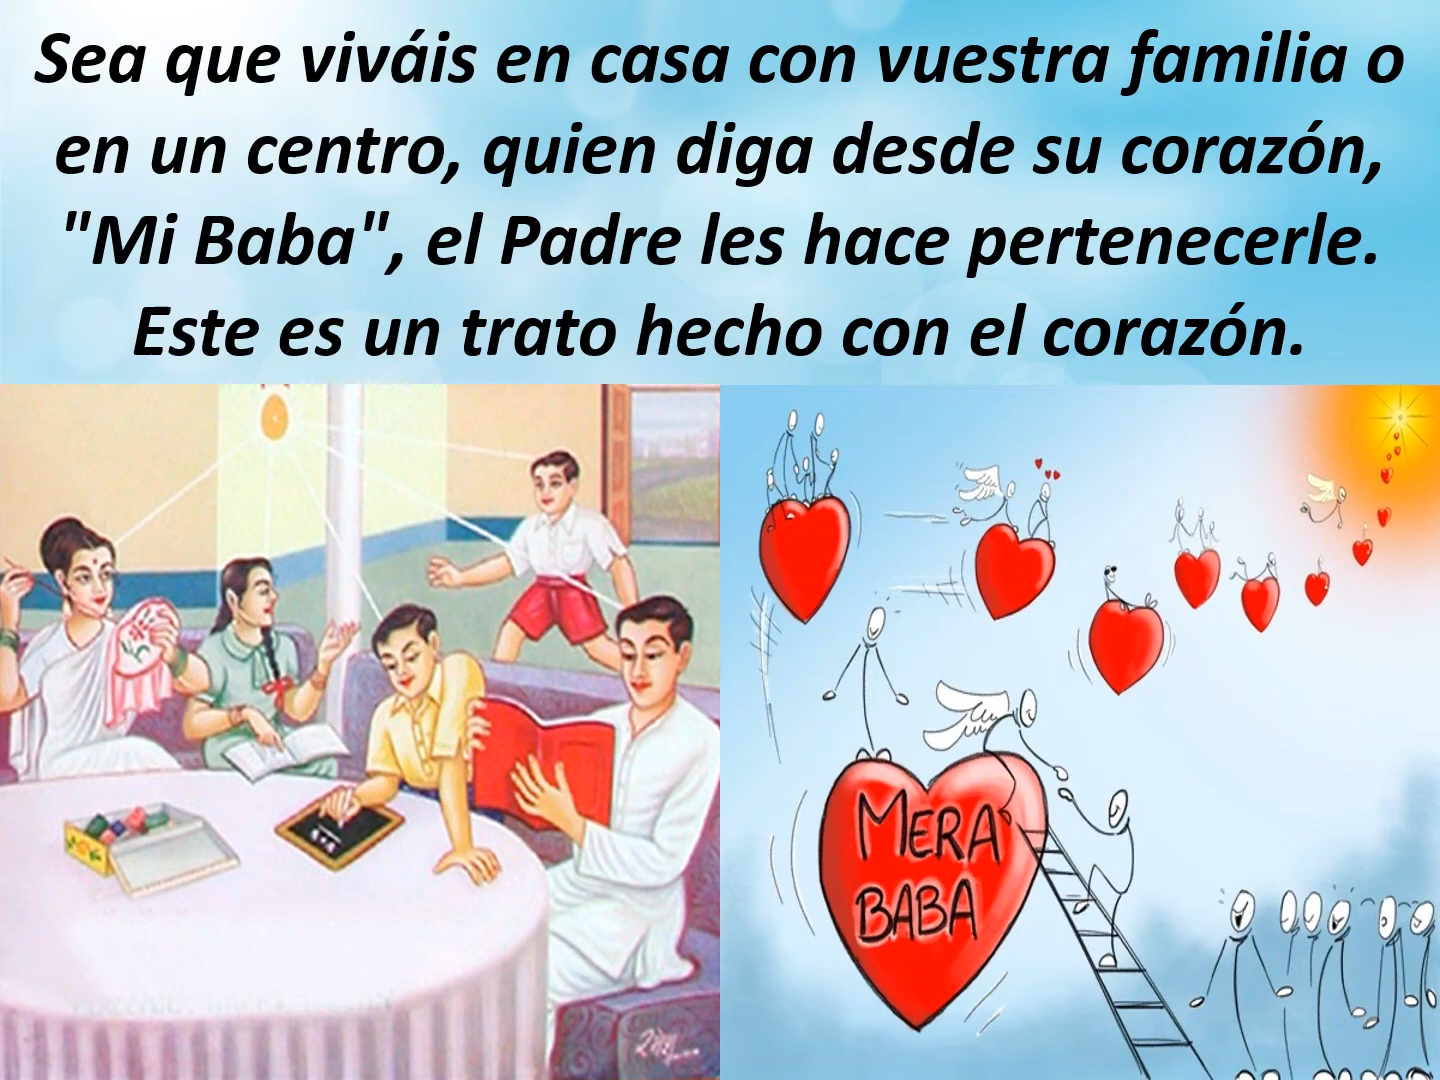 Sea que viváis en casa con vuestra familia o
en un centro, quien diga desde su corazón,
"Mi Baba", el Padre les hace pertenecerle.
Este es un trato hecho con el corazón.
MERA
BABA